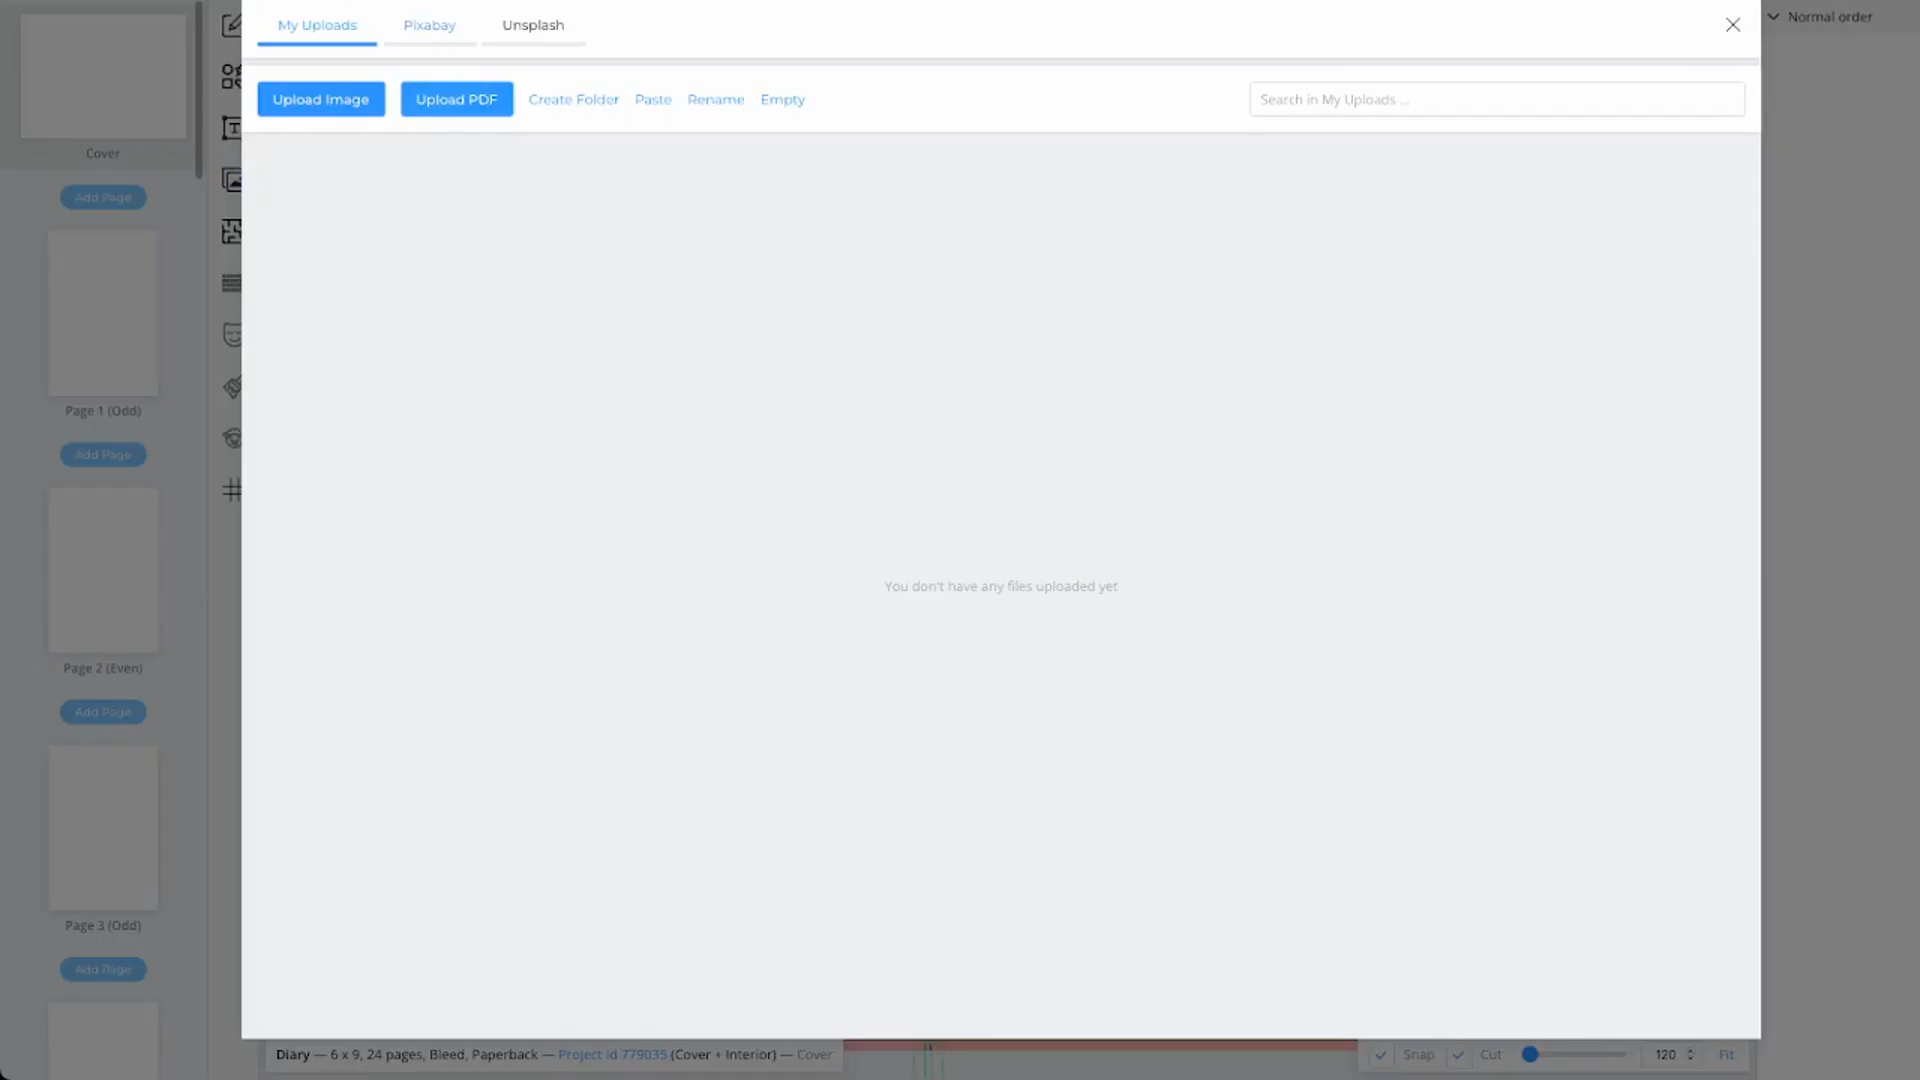 My Uploads Pixabay Unsplash
Normal order
Upload Image Upload PDF Create Folder Paste Rename Empty Search in My Uploads ...
Cover
Add Page
Page 1 (Odd)
Add Page
You don't have any files uploaded yet
Page 2 (Even)
Add Page
Page 3 (Odd)
Add Page
Diary — 6 x 9, 24 pages, Bleed, Paperback — Project Id 779035 (Cover + Interior) — Cover
Snap Cut 120 Fit